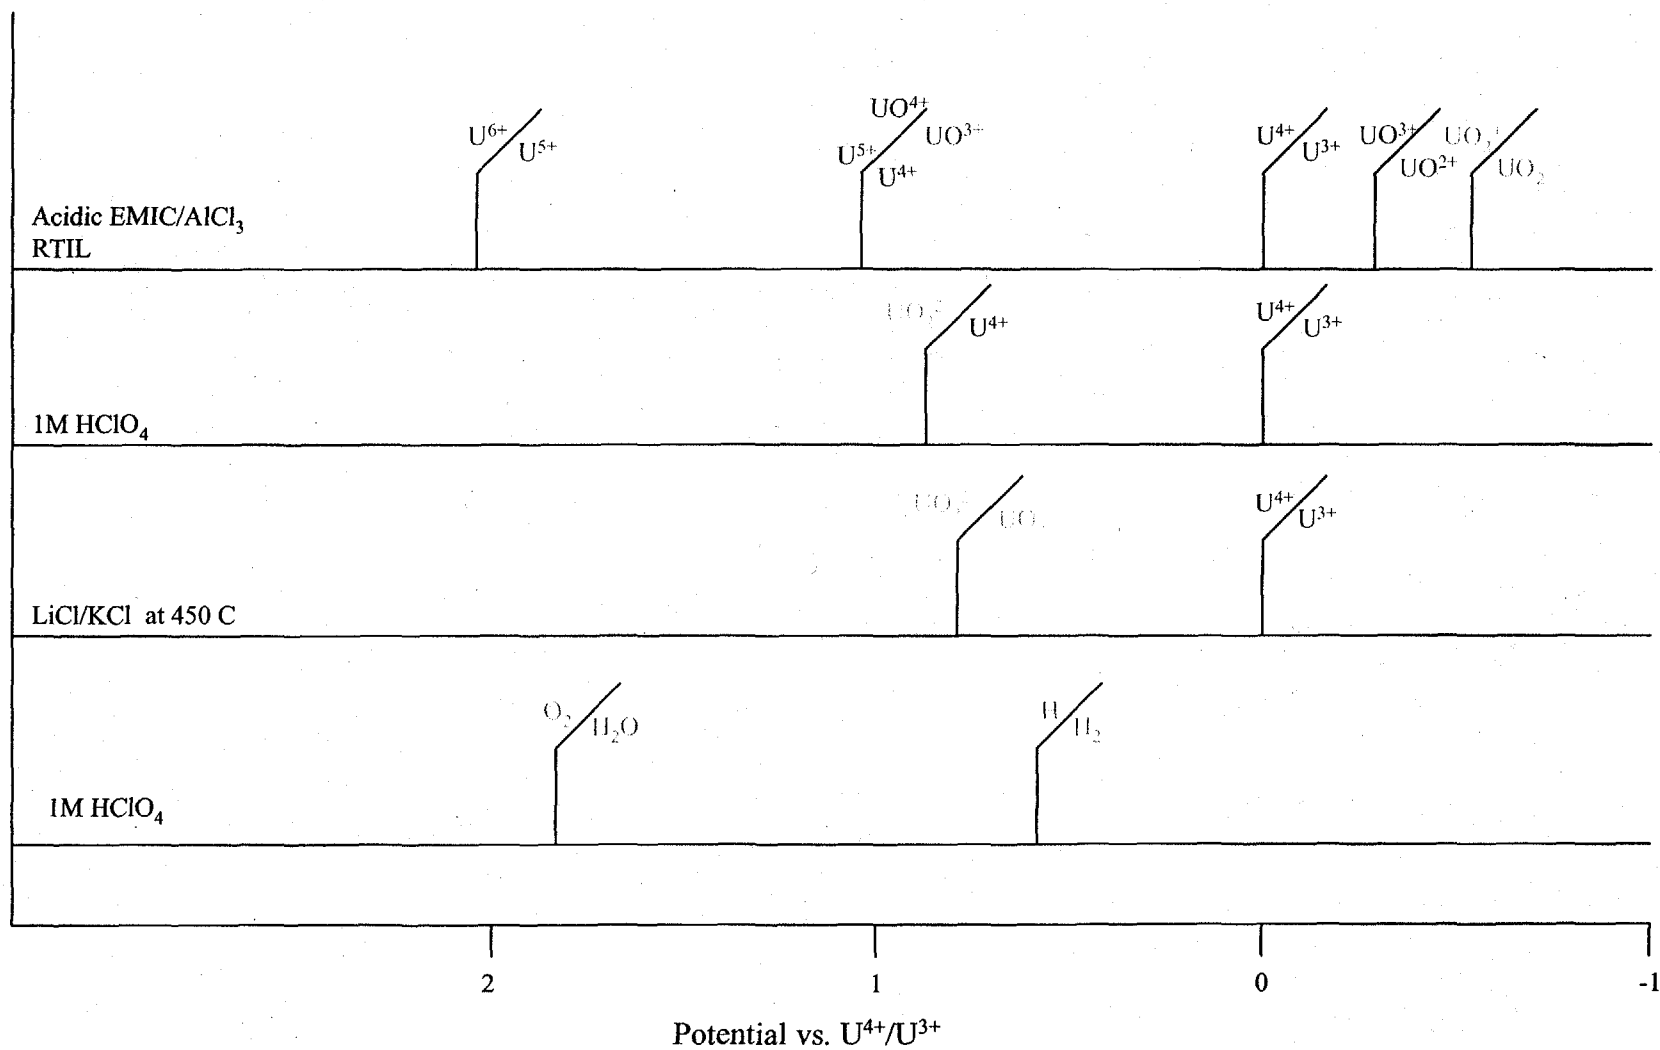 UO⁴⁺
U⁶⁺ U⁵⁺
UO³⁺
U⁵⁺ U⁴⁺
U⁴⁺ U³⁺
UO³⁺ UO²⁺
UO₂
Acidic EMIC/AlCl₃
RTIL
U⁴⁺
U⁴⁺ U³⁺
1M HClO₄
U⁴⁺ U³⁺
LiCl/KCl at 450 C
O₂ H₂O
H H₂
1M HClO₄
2 1 0 -1
Potential vs. U⁴⁺/U³⁺